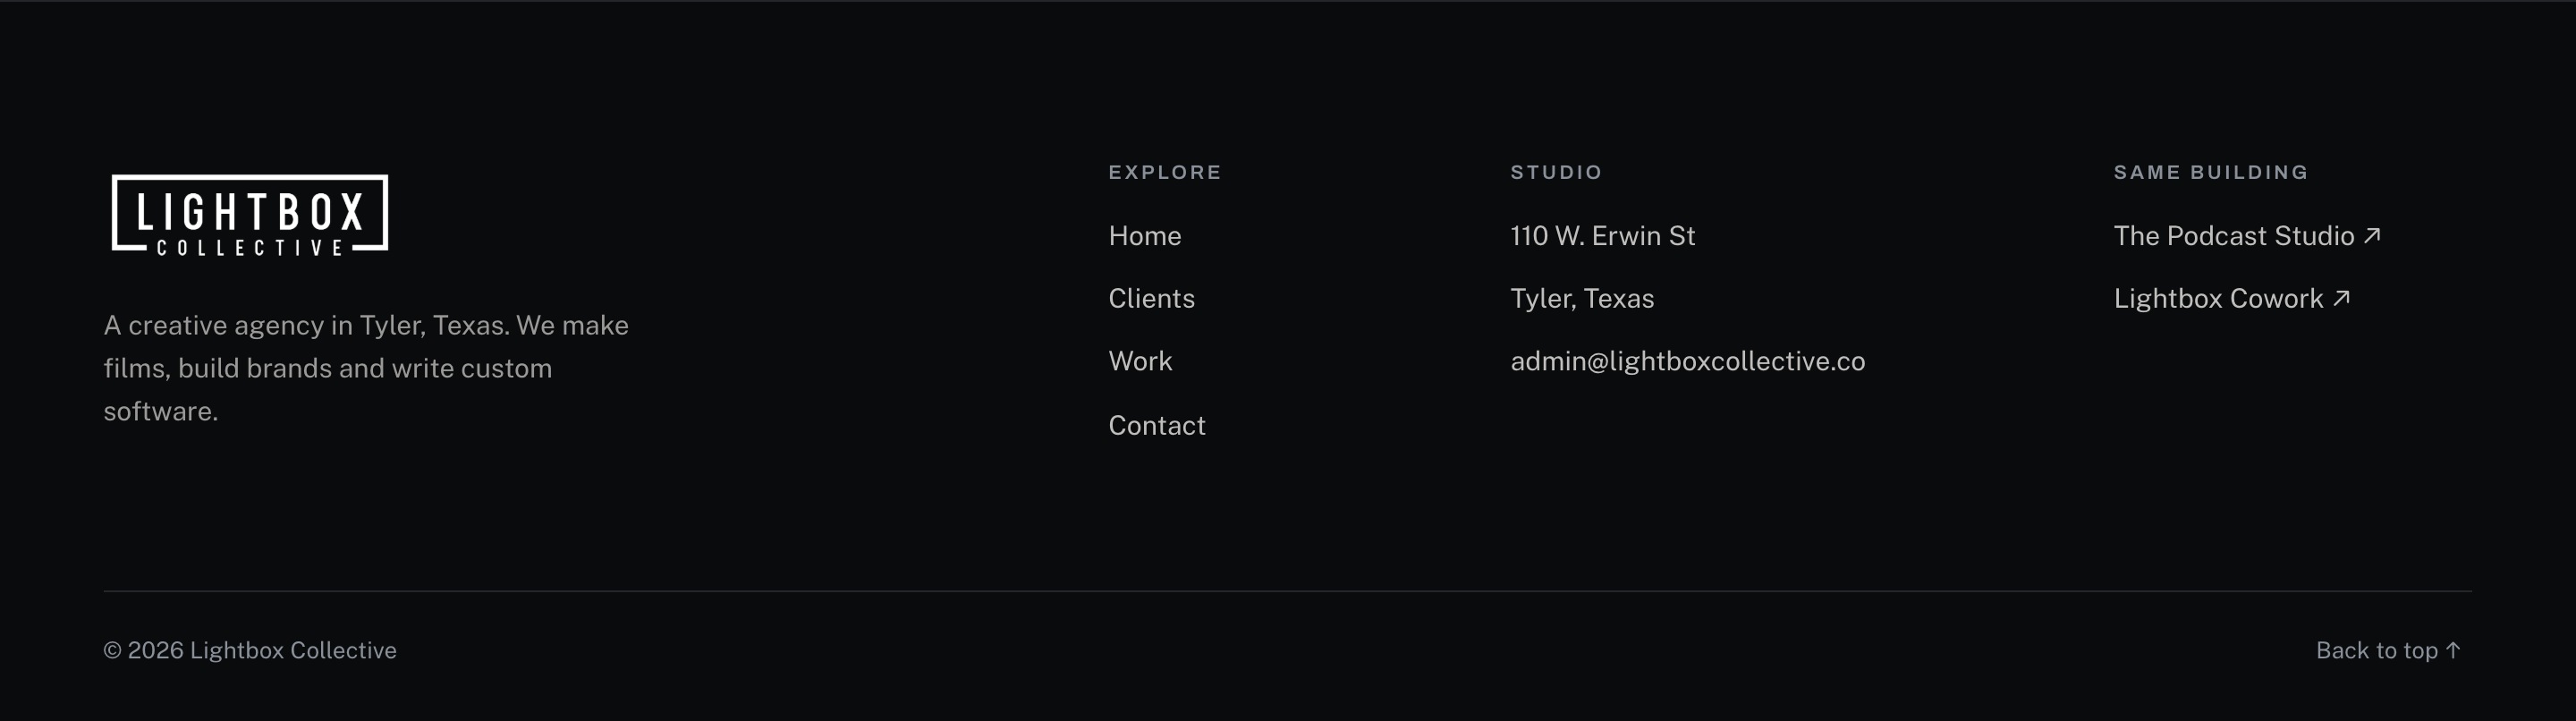 LIGHTBOX
COLLECTIVE
A creative agency in Tyler, Texas. We make
films, build brands and write custom
software.
EXPLORE
Home
Clients
Work
Contact
STUDIO
110 W. Erwin St
Tyler, Texas
admin@lightboxcollective.co
SAME BUILDING
The Podcast Studio ↗
Lightbox Cowork ↗
© 2026 Lightbox Collective
Back to top ↑